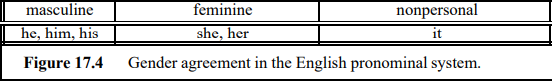 masculine feminine nonpersonal
he, him, his she, her it
Figure 17.4 Gender agreement in the English pronominal system.